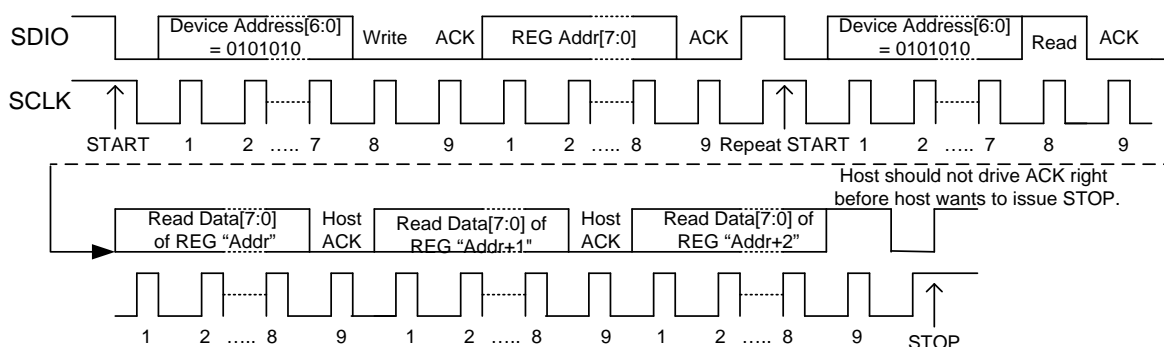 SDIO
Device Address[6:0]
= 0101010
Write
ACK
REG Addr[7:0]
ACK
Device Address[6:0]
= 0101010
Read
ACK
SCLK
START 1 2 ..... 7 8 9 1 2 ..... 8 9 Repeat START 1 2 ..... 7 8 9
Host should not drive ACK right
before host wants to issue STOP.
Read Data[7:0]
of REG “Addr”
Host
ACK
Read Data[7:0] of
REG “Addr+1"
Host
ACK
Read Data[7:0] of
REG “Addr+2”
1 2 ..... 8 9 1 2 ..... 8 9 1 2 ..... 8 9 STOP